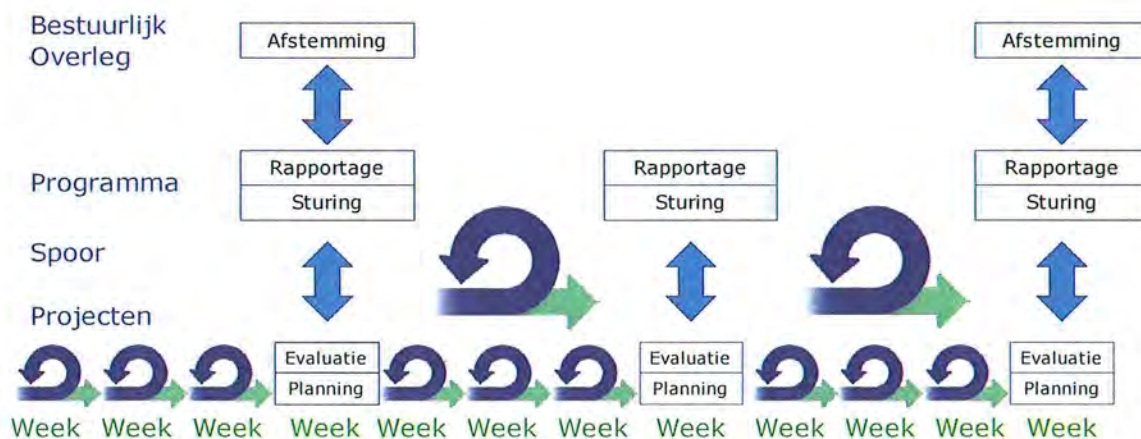 Bestuurlijk
Overleg
Afstemming
Afstemming
Programma
Rapportage
Sturing
Rapportage
Sturing
Rapportage
Sturing
Spoor
Projecten
Evaluatie
Planning
Evaluatie
Planning
Evaluatie
Planning
Week Week Week Week Week Week Week Week Week Week Week Week